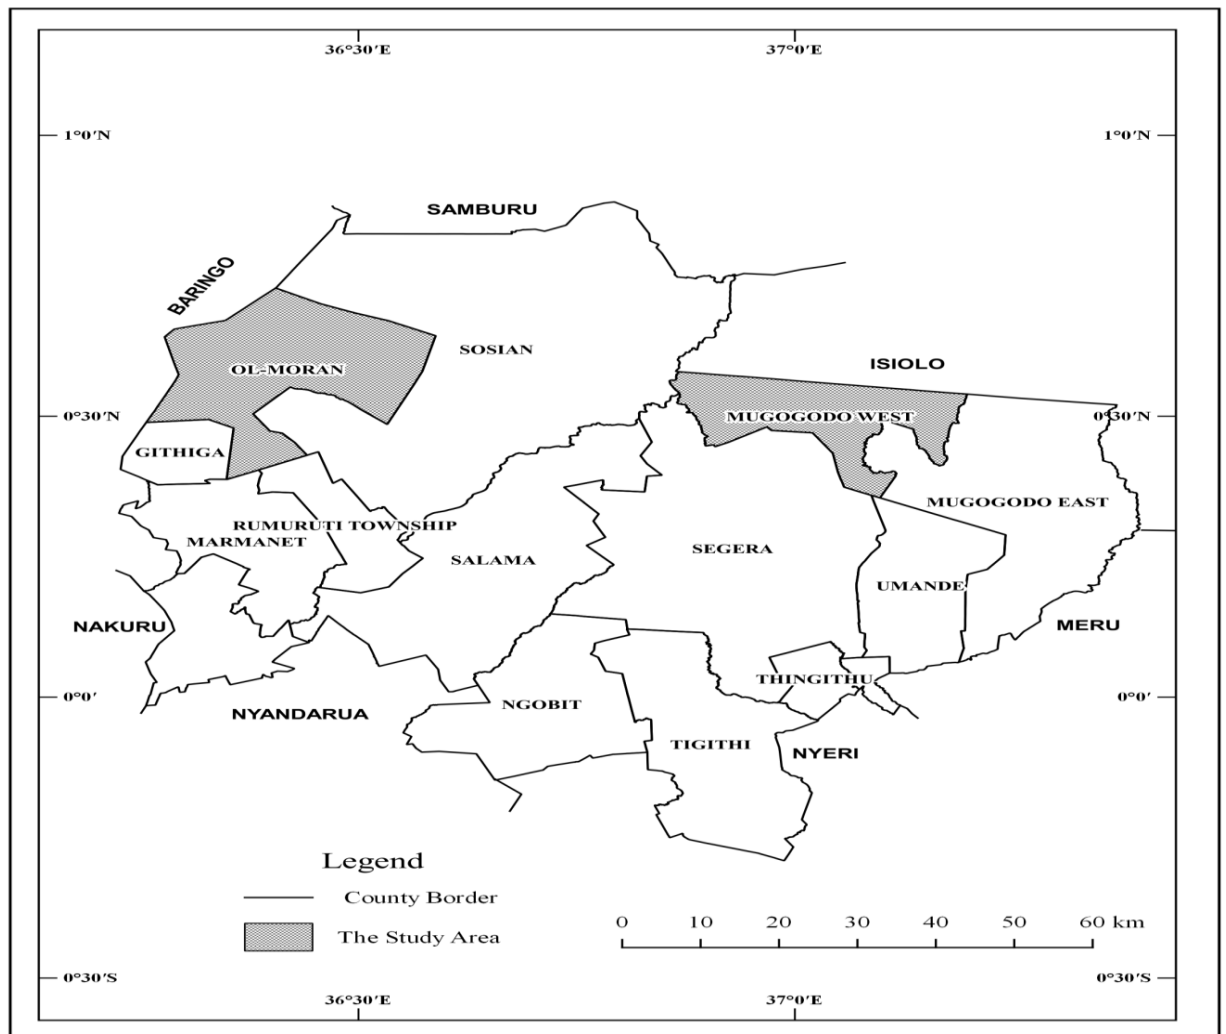 36°30'E 37°0'E
1°0'N 1°0'N
SAMBURU
BARINGO
SOSIAN
ISIOLO
OL-MORAN
0°30'N MUGOGODO WEST 0°30'N
GITHIGA
MUGOGODO EAST
RUMURUTI TOWNSHIP
MARMANET
SEGERA
SALAMA
UMANDE
NAKURU MERU
THINGITHU
0°0' 0°0'
NGOBIT
NYANDARUA
TIGITHI
NYERI
Legend
County Border
The Study Area
0 10 20 30 40 50 60 km
0°30'S 0°30'S
36°30'E 37°0'E